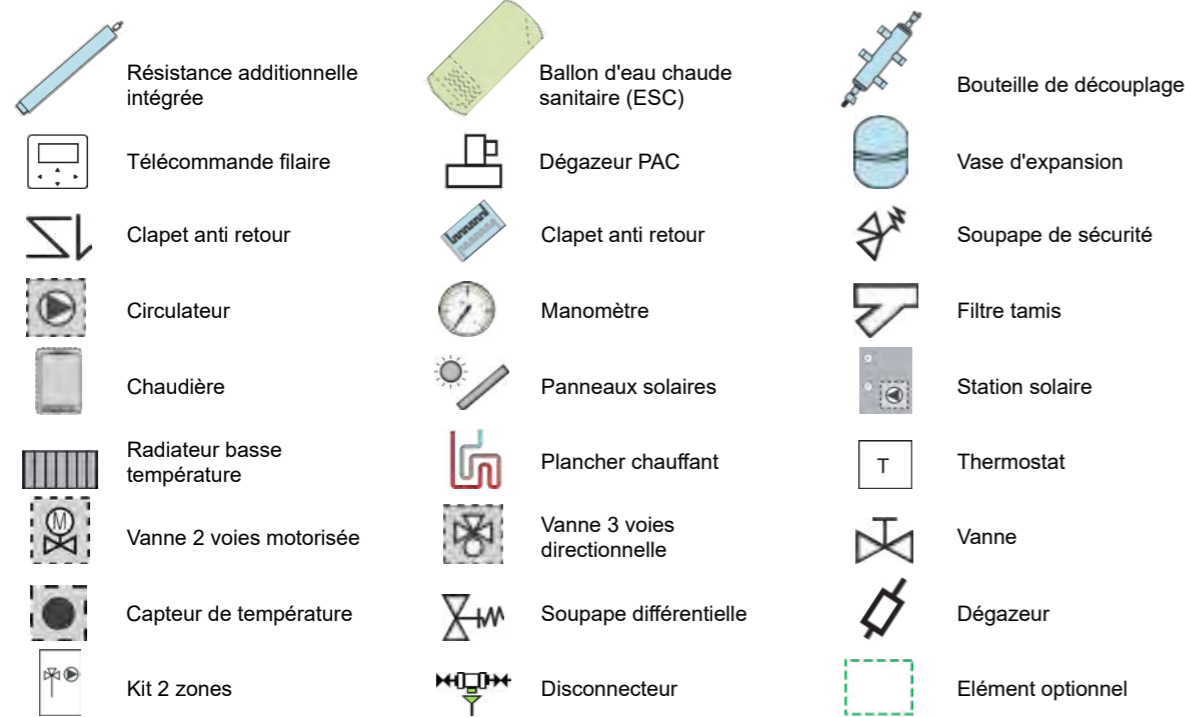 Résistance additionnelle
intégrée
Ballon d'eau chaude
sanitaire (ESC)
Bouteille de découplage
Télécommande filaire
Dégazeur PAC
Vase d'expansion
Clapet anti retour
Clapet anti retour
Soupape de sécurité
Circulateur
Manomètre
Filtre tamis
Chaudière
Panneaux solaires
Station solaire
Radiateur basse
température
Plancher chauffant
T
Thermostat
M
Vanne 2 voies motorisée
Vanne 3 voies
directionnelle
Vanne
Capteur de température
Soupape différentielle
Dégazeur
Kit 2 zones
Disconnecteur
Elément optionnel